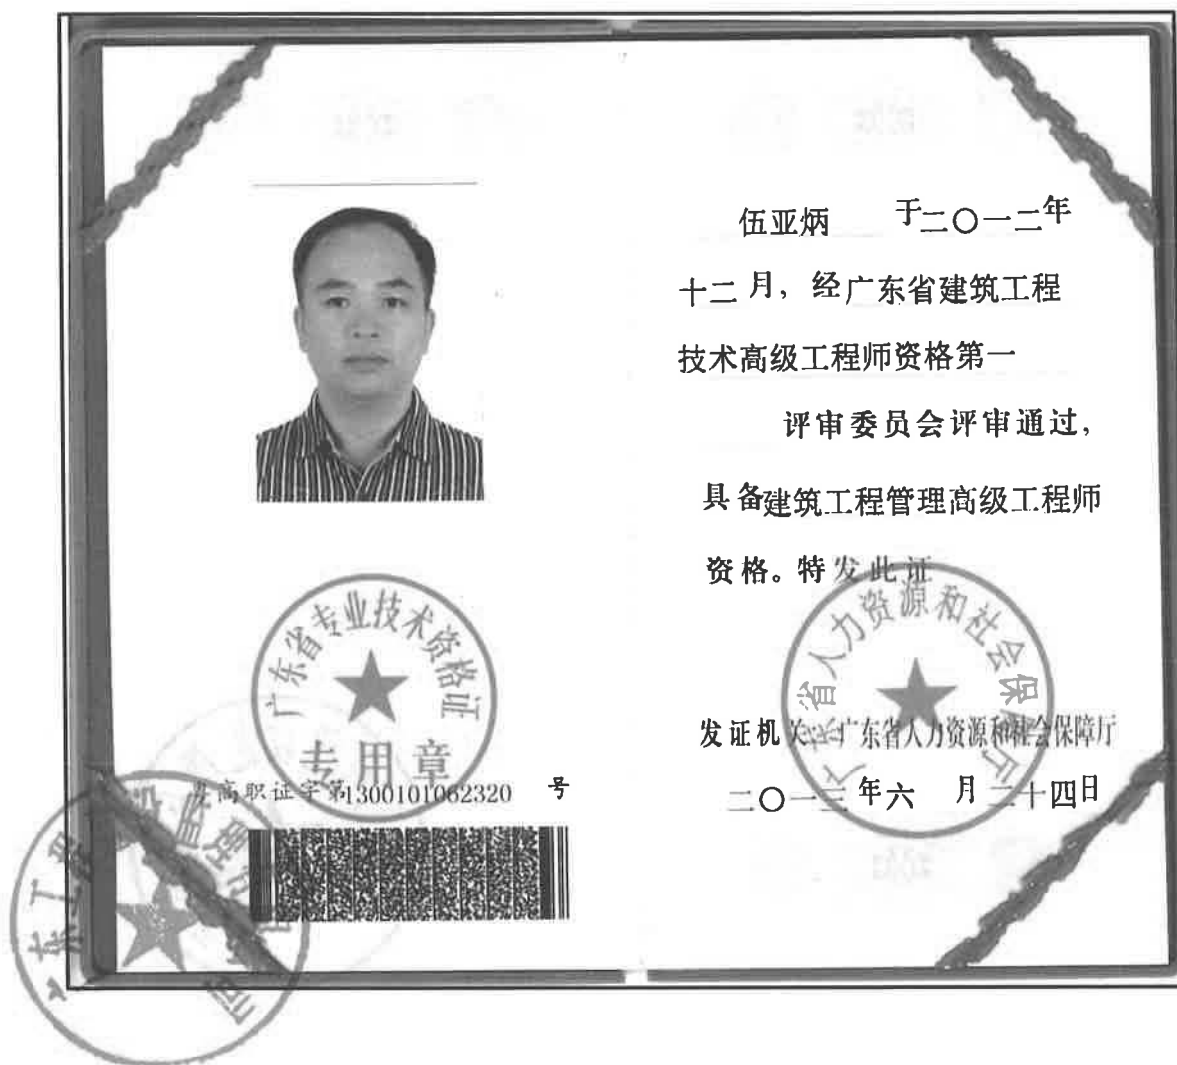 广东省专业技术资格证
专用章
粤高职证字第1300101062320 号
伍亚炳 于二〇一二年
十二月，经广东省建筑工程
技术高级工程师资格第一
评审委员会评审通过，
具备建筑工程管理高级工程师
资格。特发此证
广东省人力资源和社会保障厅
发证机关：广东省人力资源和社会保障厅
二〇一三年六 月二十四日